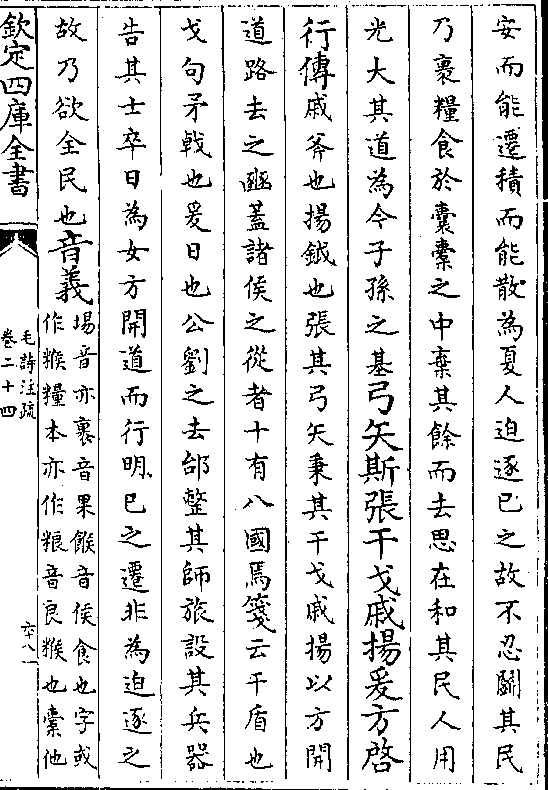 安而能遷積而能散為夏人迫逐已之故不忍鬭其民
乃裹糧食於囊橐之中棄其餘而去思在和其民人用
光大其道為今子孫之基弓矢斯張干戈戚揚爰方啓
行傳戚斧也揚鉞也張其弓矢秉其干戈戚揚以方開
道路去之豳蓋諸侯之從者十有八國焉箋云干盾也
戈句矛戟也爰曰也公劉之去邰整其師旅設其兵器
告其士卒曰為女方開道而行明已之遷非為迫逐之
故乃欲全民也音義埸音亦裹音果餱音侯食也字或
作糇糧本亦作粮音良糇也橐他
欽定四庫全書
毛詩注疏
卷二十四
六八